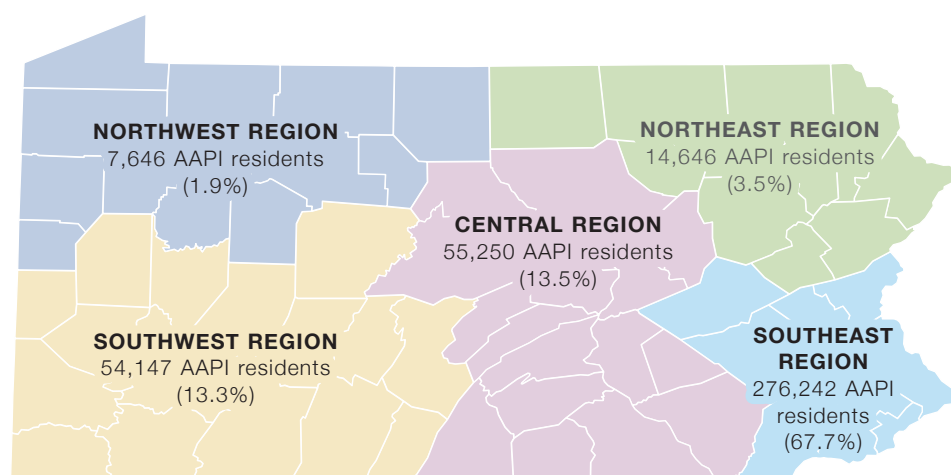 NORTHWEST REGION
7,646 AAPI residents
(1.9%)
NORTHEAST REGION
14,646 AAPI residents
(3.5%)
CENTRAL REGION
55,250 AAPI residents
(13.5%)
SOUTHWEST REGION
54,147 AAPI residents
(13.3%)
SOUTHEAST
REGION
276,242 AAPI
residents
(67.7%)